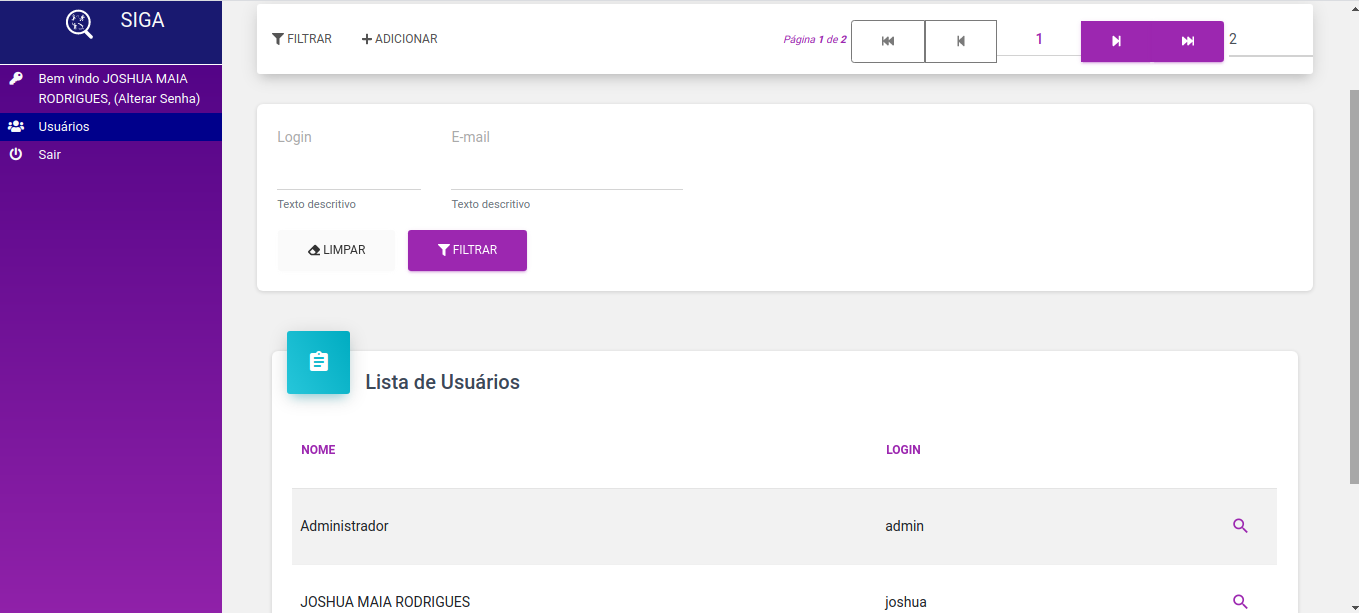 SIGA
Bem vindo JOSHUA MAIA
RODRIGUES, (Alterar Senha)
Usuários
Sair
FILTRAR
ADICIONAR
Página 1 de 2
1
2
Login
E-mail
Texto descritivo
Texto descritivo
LIMPAR
FILTRAR
Lista de Usuários
NOME
LOGIN
Administrador
admin
JOSHUA MAIA RODRIGUES
joshua